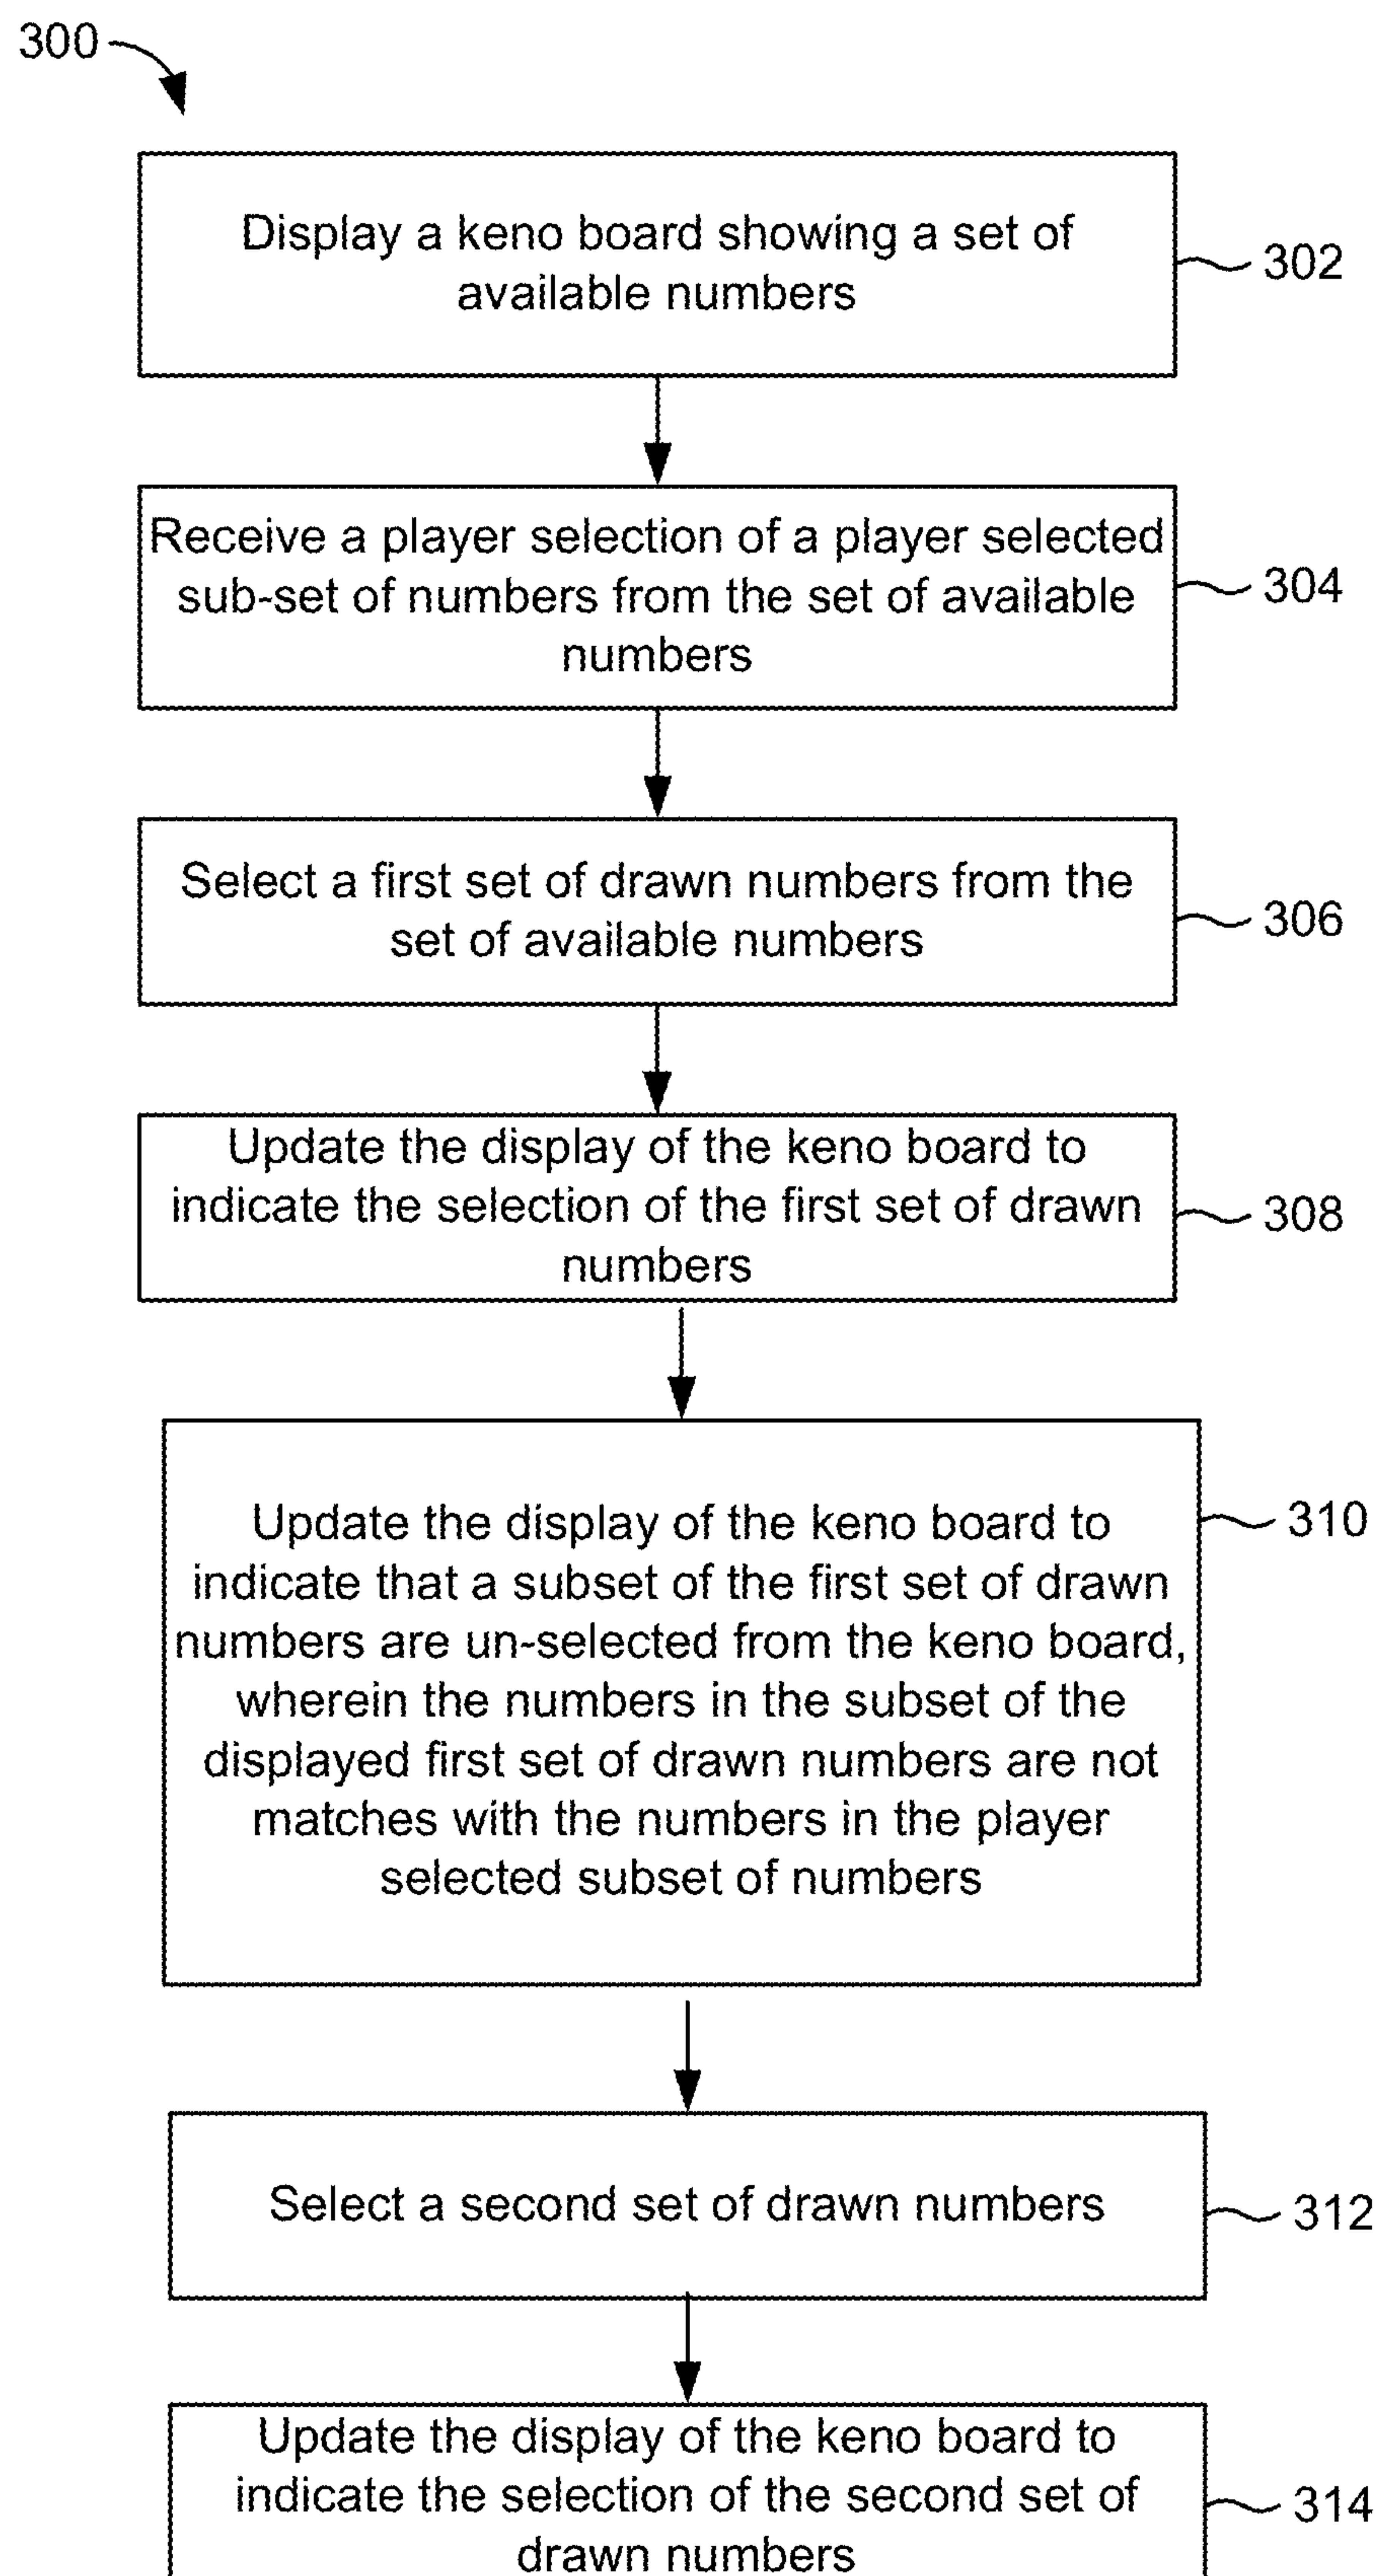 300
Display a keno board showing a set of
available numbers
302
Receive a player selection of a player selected
sub-set of numbers from the set of available
numbers
304
Select a first set of drawn numbers from the
set of available numbers
306
Update the display of the keno board to
indicate the selection of the first set of drawn
numbers
308
Update the display of the keno board to
indicate that a subset of the first set of drawn
numbers are un-selected from the keno board,
wherein the numbers in the subset of the
displayed first set of drawn numbers are not
matches with the numbers in the player
selected subset of numbers
310
Select a second set of drawn numbers
312
Update the display of the keno board to
indicate the selection of the second set of
drawn numbers
314